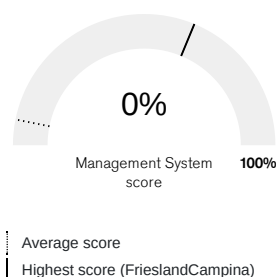 0%
Management System 100%
score
Average score
Highest score (FrieslandCampina)